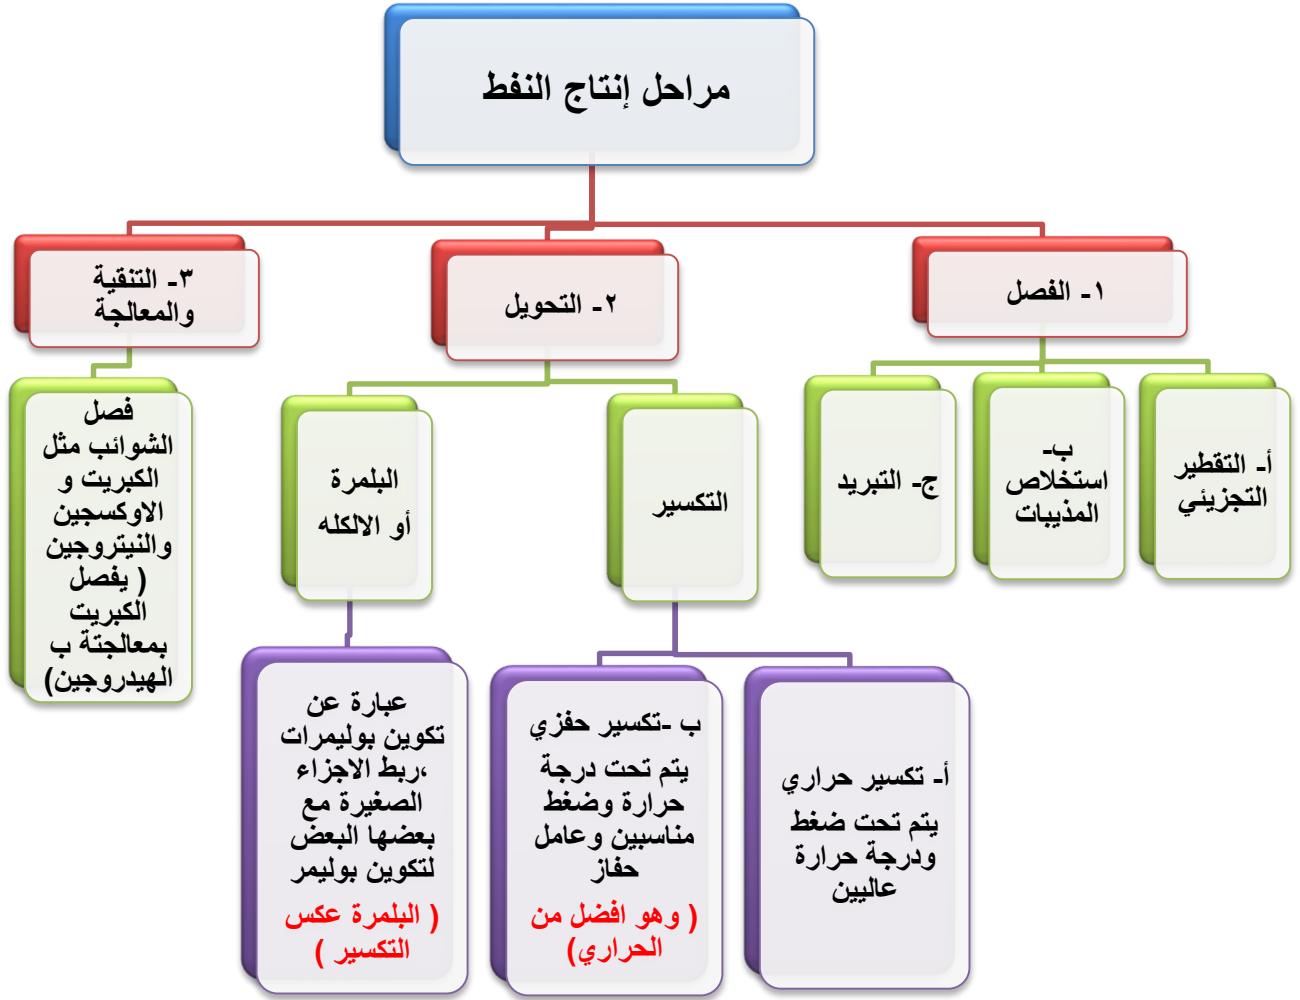 مراحل إنتاج النفط
١- الفصل
٢- التحويل
٣- التنقية
والمعالجة
أ- التقطير
التجزيئي
ب-
استخلاص
المذيبات
ج- التبريد
التكسير
البلمرة
أو الالكله
فصل
الشوائب مثل
الكبريت و
الاوكسجين
والنيتروجين
( يفصل
الكبريت
بمعالجتة ب
الهيدروجين)
أ- تكسير حراري
يتم تحت ضغط
ودرجة حرارة
عاليين
ب -تكسير حفزي
يتم تحت درجة
حرارة وضغط
مناسبين وعامل
حفاز
( وهو افضل من
الحراري)
عبارة عن
تكوين بوليمرات
،ربط الاجزاء
الصغيرة مع
بعضها البعض
لتكوين بوليمر
( البلمرة عكس
التكسير )